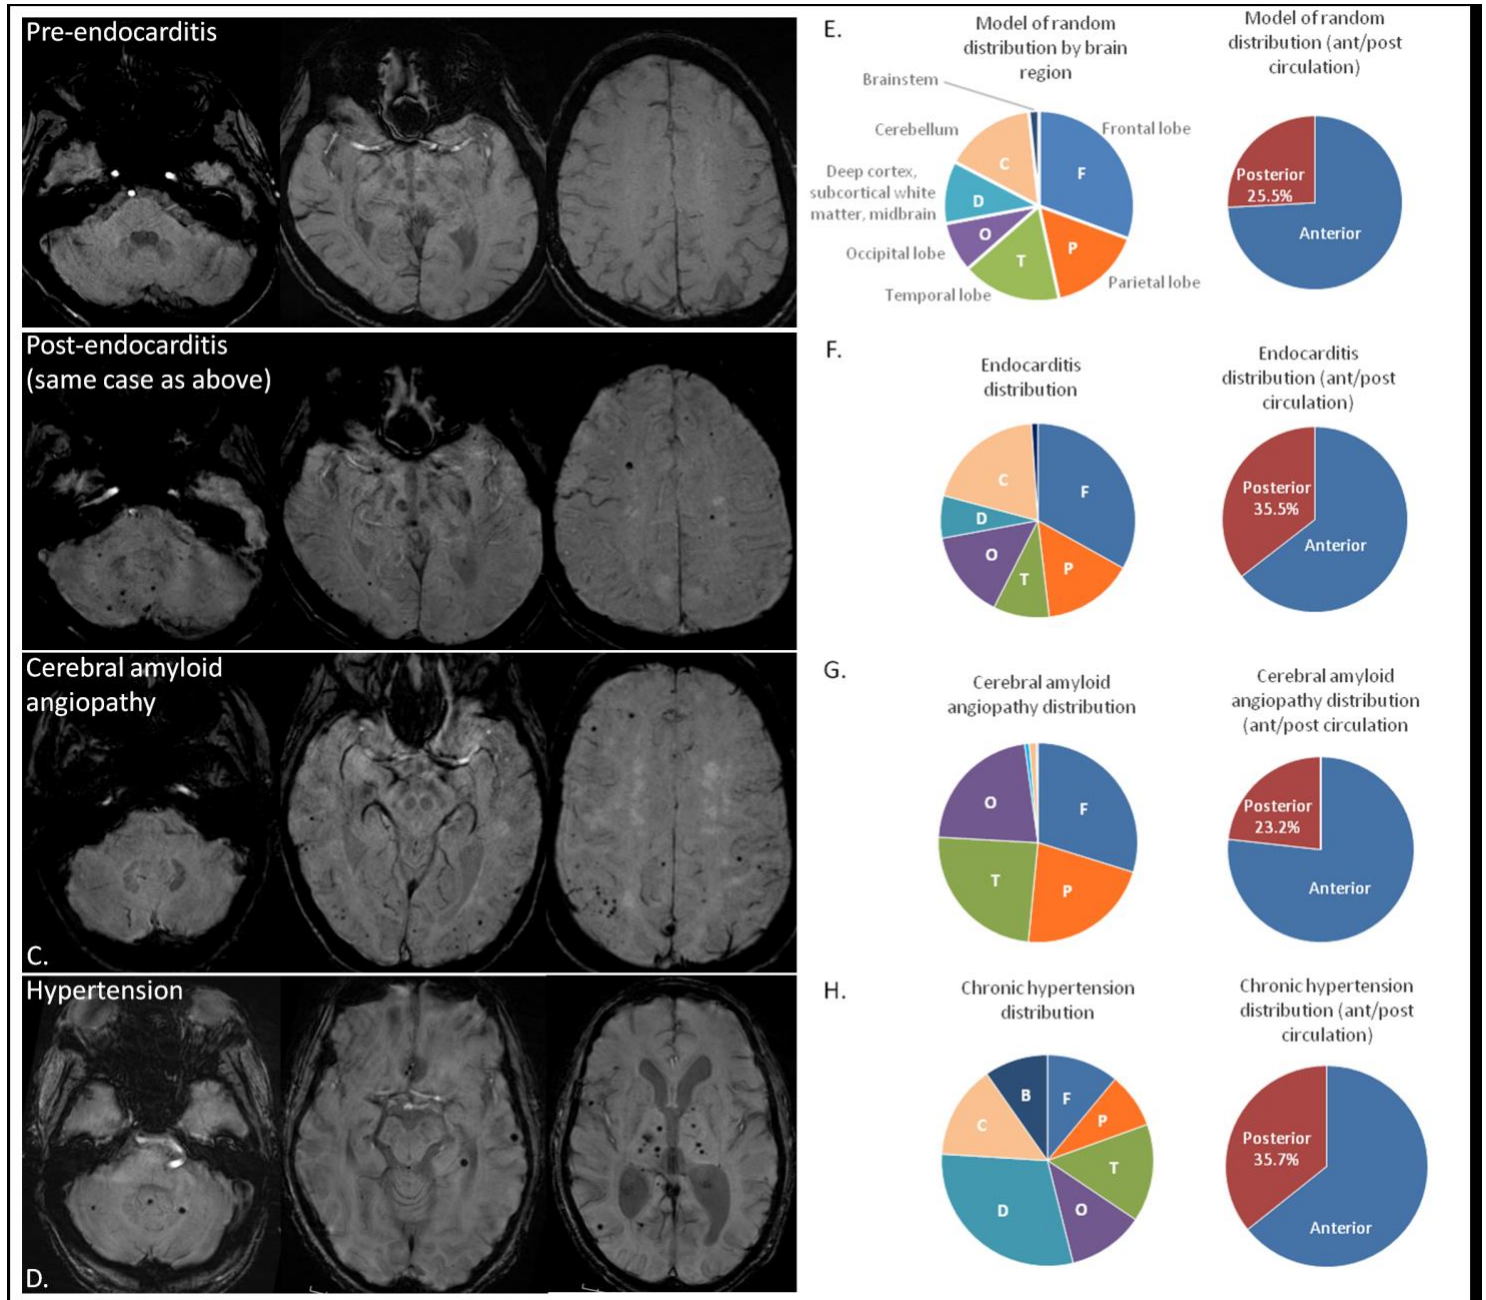 Pre-endocarditis
Post-endocarditis
(same case as above)
Cerebral amyloid
angiopathy
C.
Hypertension
D.
E.
Model of random
distribution by brain
region
Brainstem
Cerebellum
Deep cortex,
subcortical white
matter, midbrain
Occipital lobe
Temporal lobe
Frontal lobe
Parietal lobe
C
F
D
O
T
P
Model of random
distribution (ant/post
circulation)
Posterior
25.5%
Anterior
F.
Endocarditis
distribution
C
F
D
O
T
P
Endocarditis
distribution (ant/post
circulation)
Posterior
35.5%
Anterior
G.
Cerebral amyloid
angiopathy distribution
O
F
T
P
Cerebral amyloid
angiopathy distribution
(ant/post circulation
Posterior
23.2%
Anterior
H.
Chronic hypertension
distribution
B
F
C
P
T
D
O
Chronic hypertension
distribution (ant/post
circulation)
Posterior
35.7%
Anterior